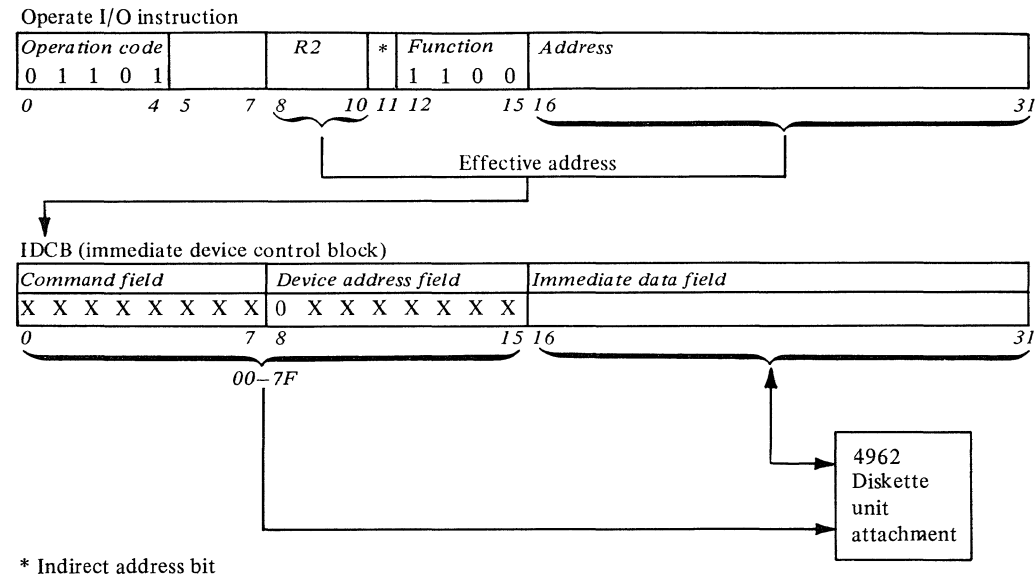 Operate I/O instruction
Operation code R2 * Function Address
0 1 1 0 1 1 1 0 0
0 4 5 7 8 10 11 12 15 16 31
Effective address
IDCB (immediate device control block)
Command field Device address field Immediate data field
X X X X X X X X 0 X X X X X X X
0 7 8 15 16 31
00–7F
4962
Diskette
unit
attachment
* Indirect address bit